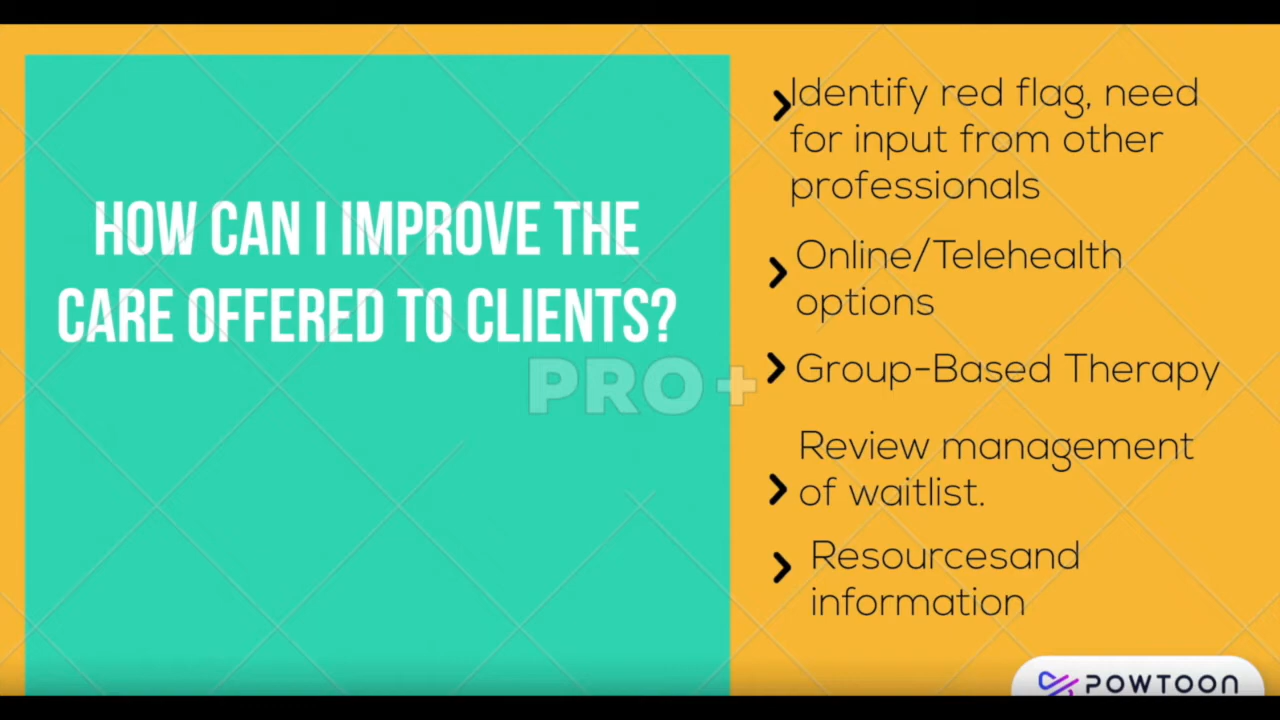 HOW CAN I IMPROVE THE
CARE OFFERED TO CLIENTS?
PRO+
Identify red flag, need
for input from other
professionals
Online/Telehealth
options
Group-Based Therapy
Review management
of waitlist.
Resourcesand
information
POWTOON